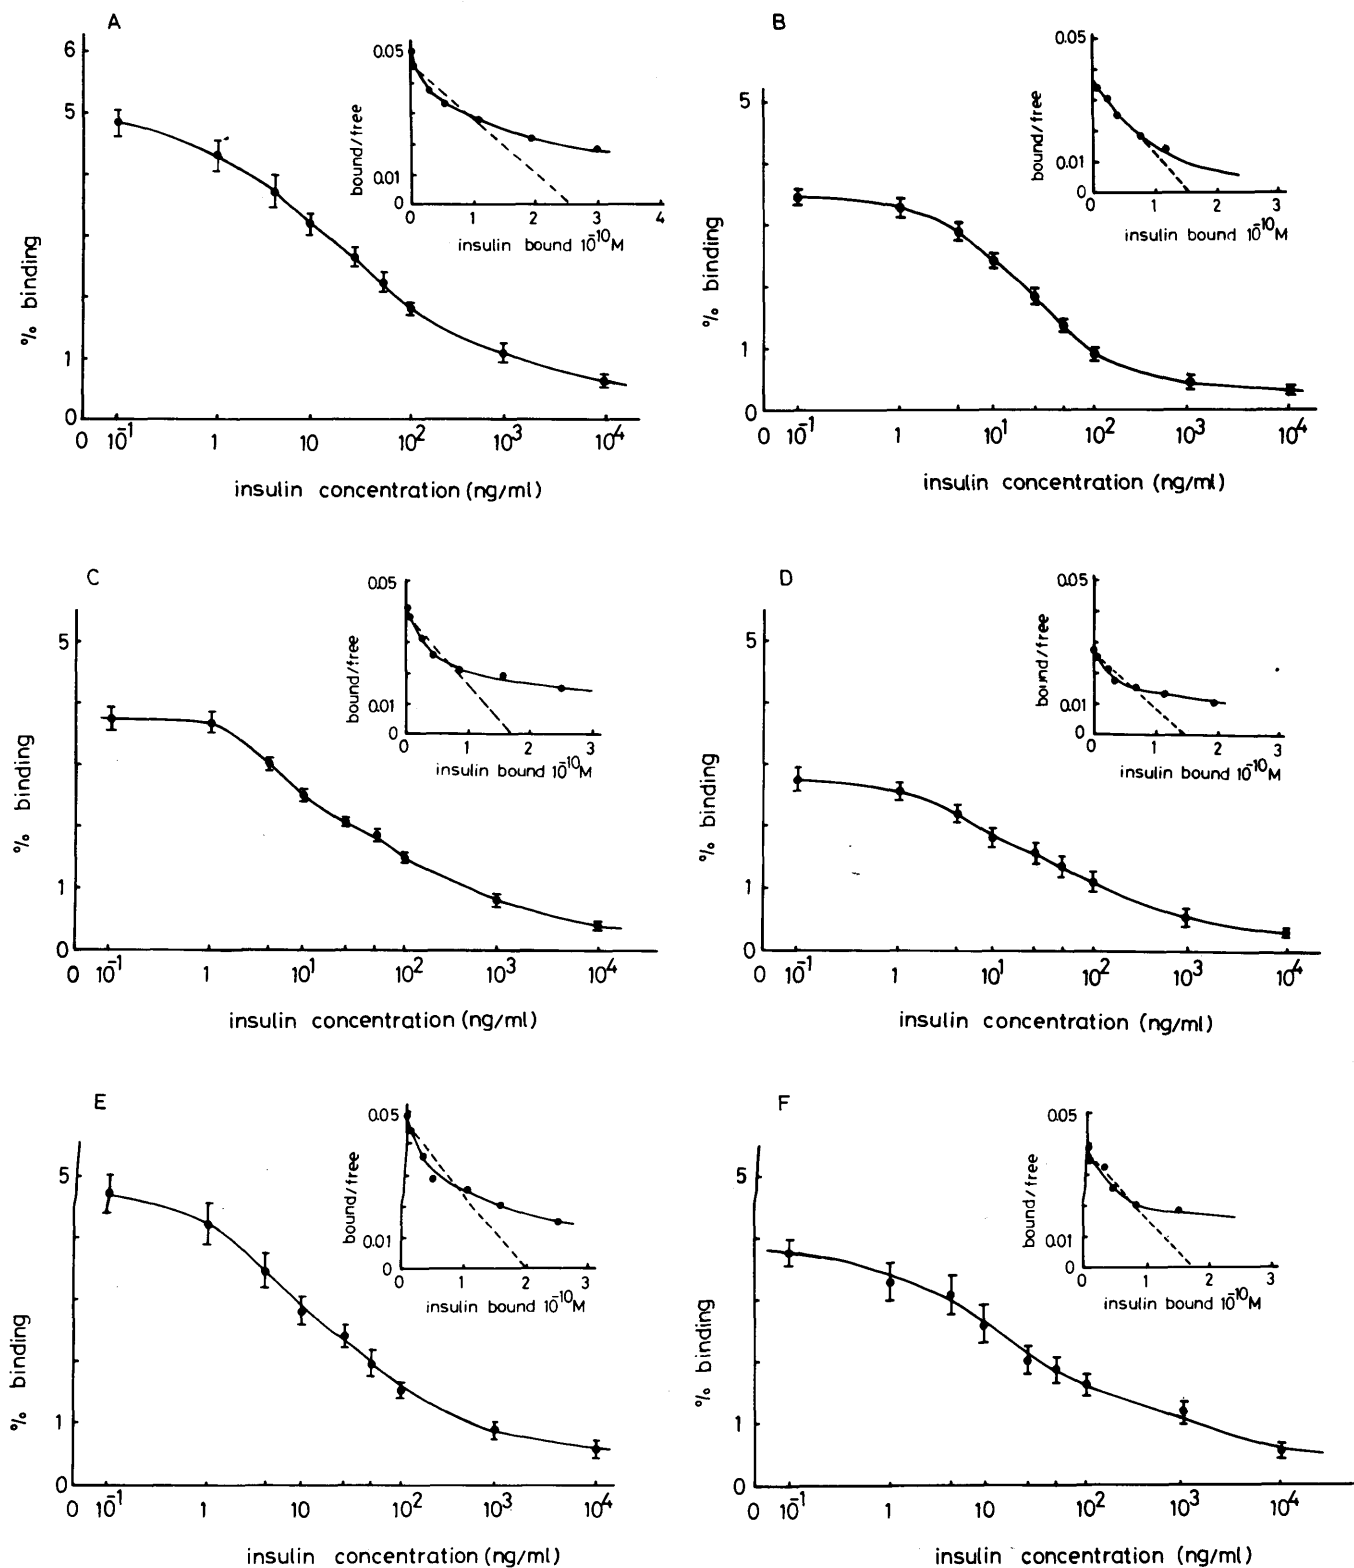 A
6
5
1
0
% binding
0 10⁻¹ 1 10 10² 10³ 10⁴
insulin concentration (ng/ml)
0.05
0.01
0
bound/free
0 1 2 3 4
insulin bound 10⁻¹⁰M
B
5
1
0
% binding
0 10⁻¹ 1 10¹ 10² 10³ 10⁴
insulin concentration (ng/ml)
0.05
0.01
0
bound/free
0 1 2 3
insulin bound 10⁻¹⁰M
C
5
1
0
% binding
0 10⁻¹ 1 10¹ 10² 10³ 10⁴
insulin concentration (ng/ml)
0.05
0.01
0
bound/free
0 1 2 3
insulin bound 10⁻¹⁰M
D
5
1
0
% binding
0 10⁻¹ 1 10¹ 10² 10³ 10⁴
insulin concentration (ng/ml)
0.05
0.01
0
bound/free
0 1 2 3
insulin bound 10⁻¹⁰M
E
5
1
0
% binding
0 10⁻¹ 1 10 10² 10³ 10⁴
insulin concentration (ng/ml)
0.05
0.01
0
bound/free
0 1 2 3
insulin bound 10⁻¹⁰M
F
5
1
0
% binding
0 10⁻¹ 1 10 10² 10³ 10⁴
insulin concentration (ng/ml)
0.05
0.01
0
bound/free
0 1 2 3
insulin bound 10⁻¹⁰M